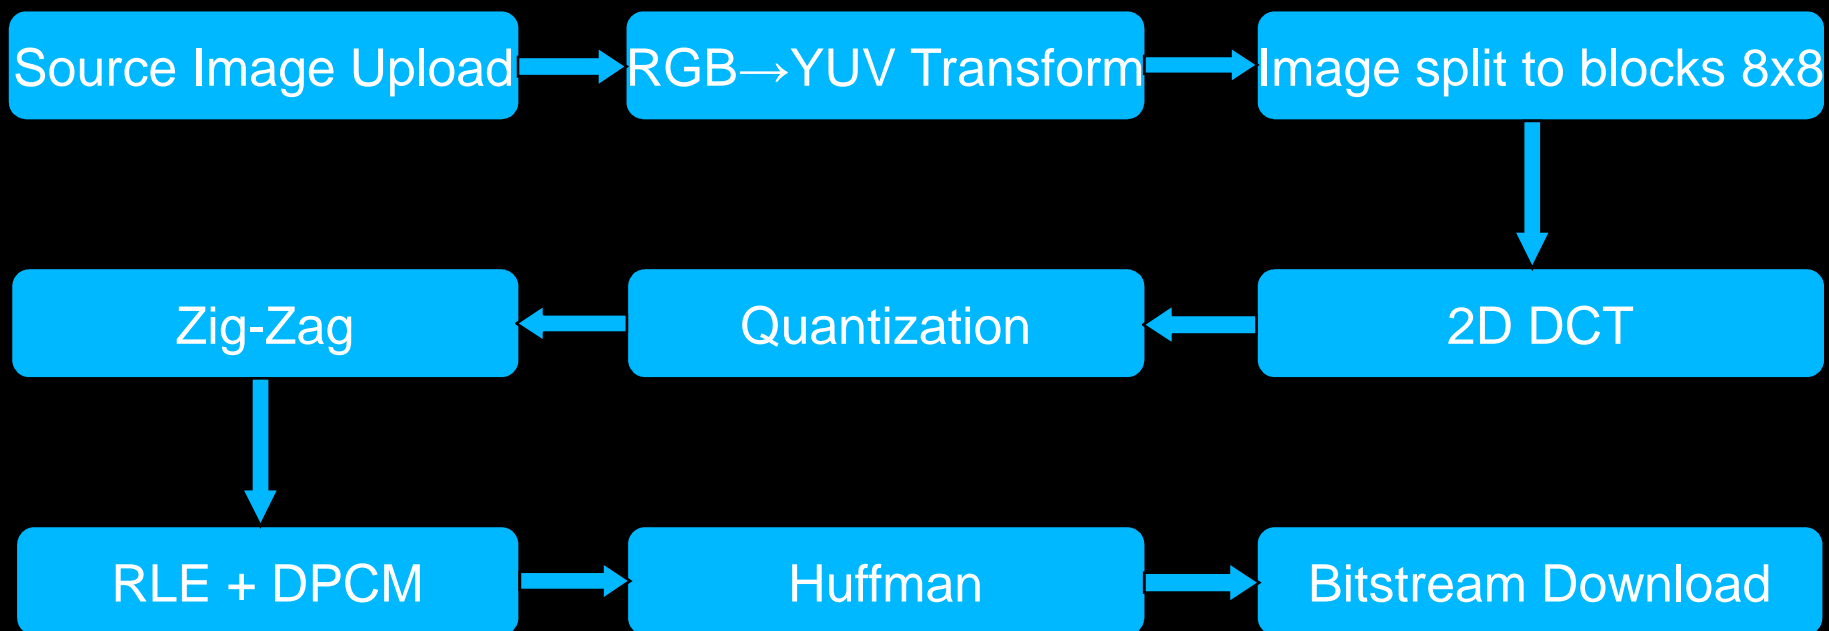 Source Image Upload
RGB→YUV Transform
Image split to blocks 8x8
2D DCT
Quantization
Zig-Zag
RLE + DPCM
Huffman
Bitstream Download